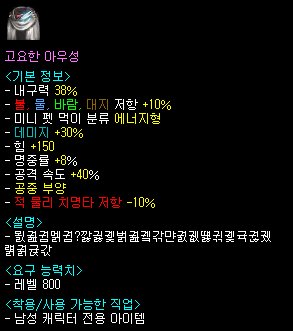 고요한 아우성
<기본 정보>
- 내구력 38%
- 불, 물, 바람, 대지 저항 +10%
- 미니 펫 먹이 분류 에너지형
- 데미지 +30%
- 힘 +150
- 명중률 +8%
- 공격 속도 +40%
- 공중 부양
- 적 물리 치명타 저항 -10%
<설명>
<요구 능력치>
- 레벨 800
<착용/사용 가능한 직업>
- 남성 캐릭터 전용 아이템